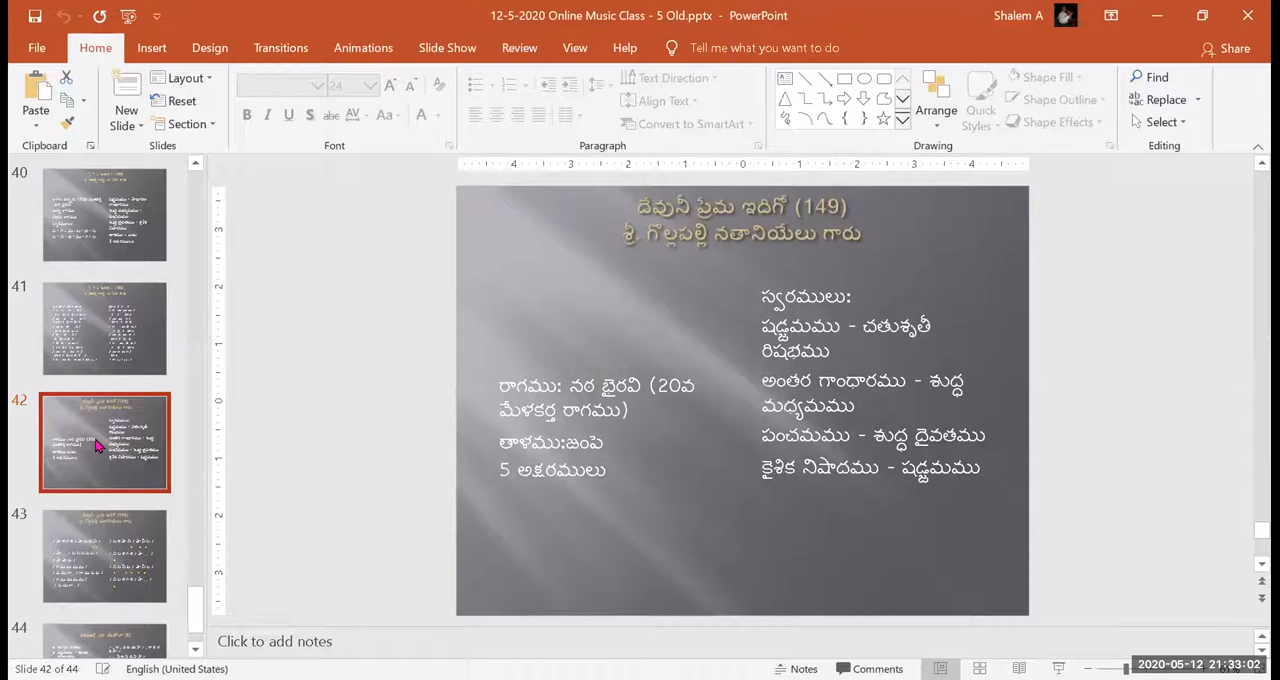 12-5-2020 Online Music Class - 5 Old.pptx - PowerPoint
Shalem A
File Home Insert Design Transitions Animations Slide Show Review View Help Tell me what you want to do Share
Paste
New Slide
Layout
Reset
Section
24
Text Direction
Align Text
Convert to SmartArt
Arrange
Quick Styles
Shape Fill
Shape Outline
Shape Effects
Find
Replace
Select
Clipboard Slides Font Paragraph Drawing Editing
40
41
42
43
44
దేవునీ ప్రేమ ఇదిగో (149)
శ్రీ. గొల్లపల్లి నతానియేలు గారు
రాగము: నఠ బైరవి (20వ
మేళకర్త రాగము)
తాళము:జంపె
5 అక్షరములు
స్వరములు:
షడ్జమము - చతుశృతీ
రిషభము
అంతర గాంధారము - శుద్ధ
మధ్యమము
పంచమము - శుద్ధ దైవతము
కైశిక నిషాదము - షడ్జమము
Click to add notes
Slide 42 of 44 English (United States) Notes Comments
2020-05-12 21:33:02